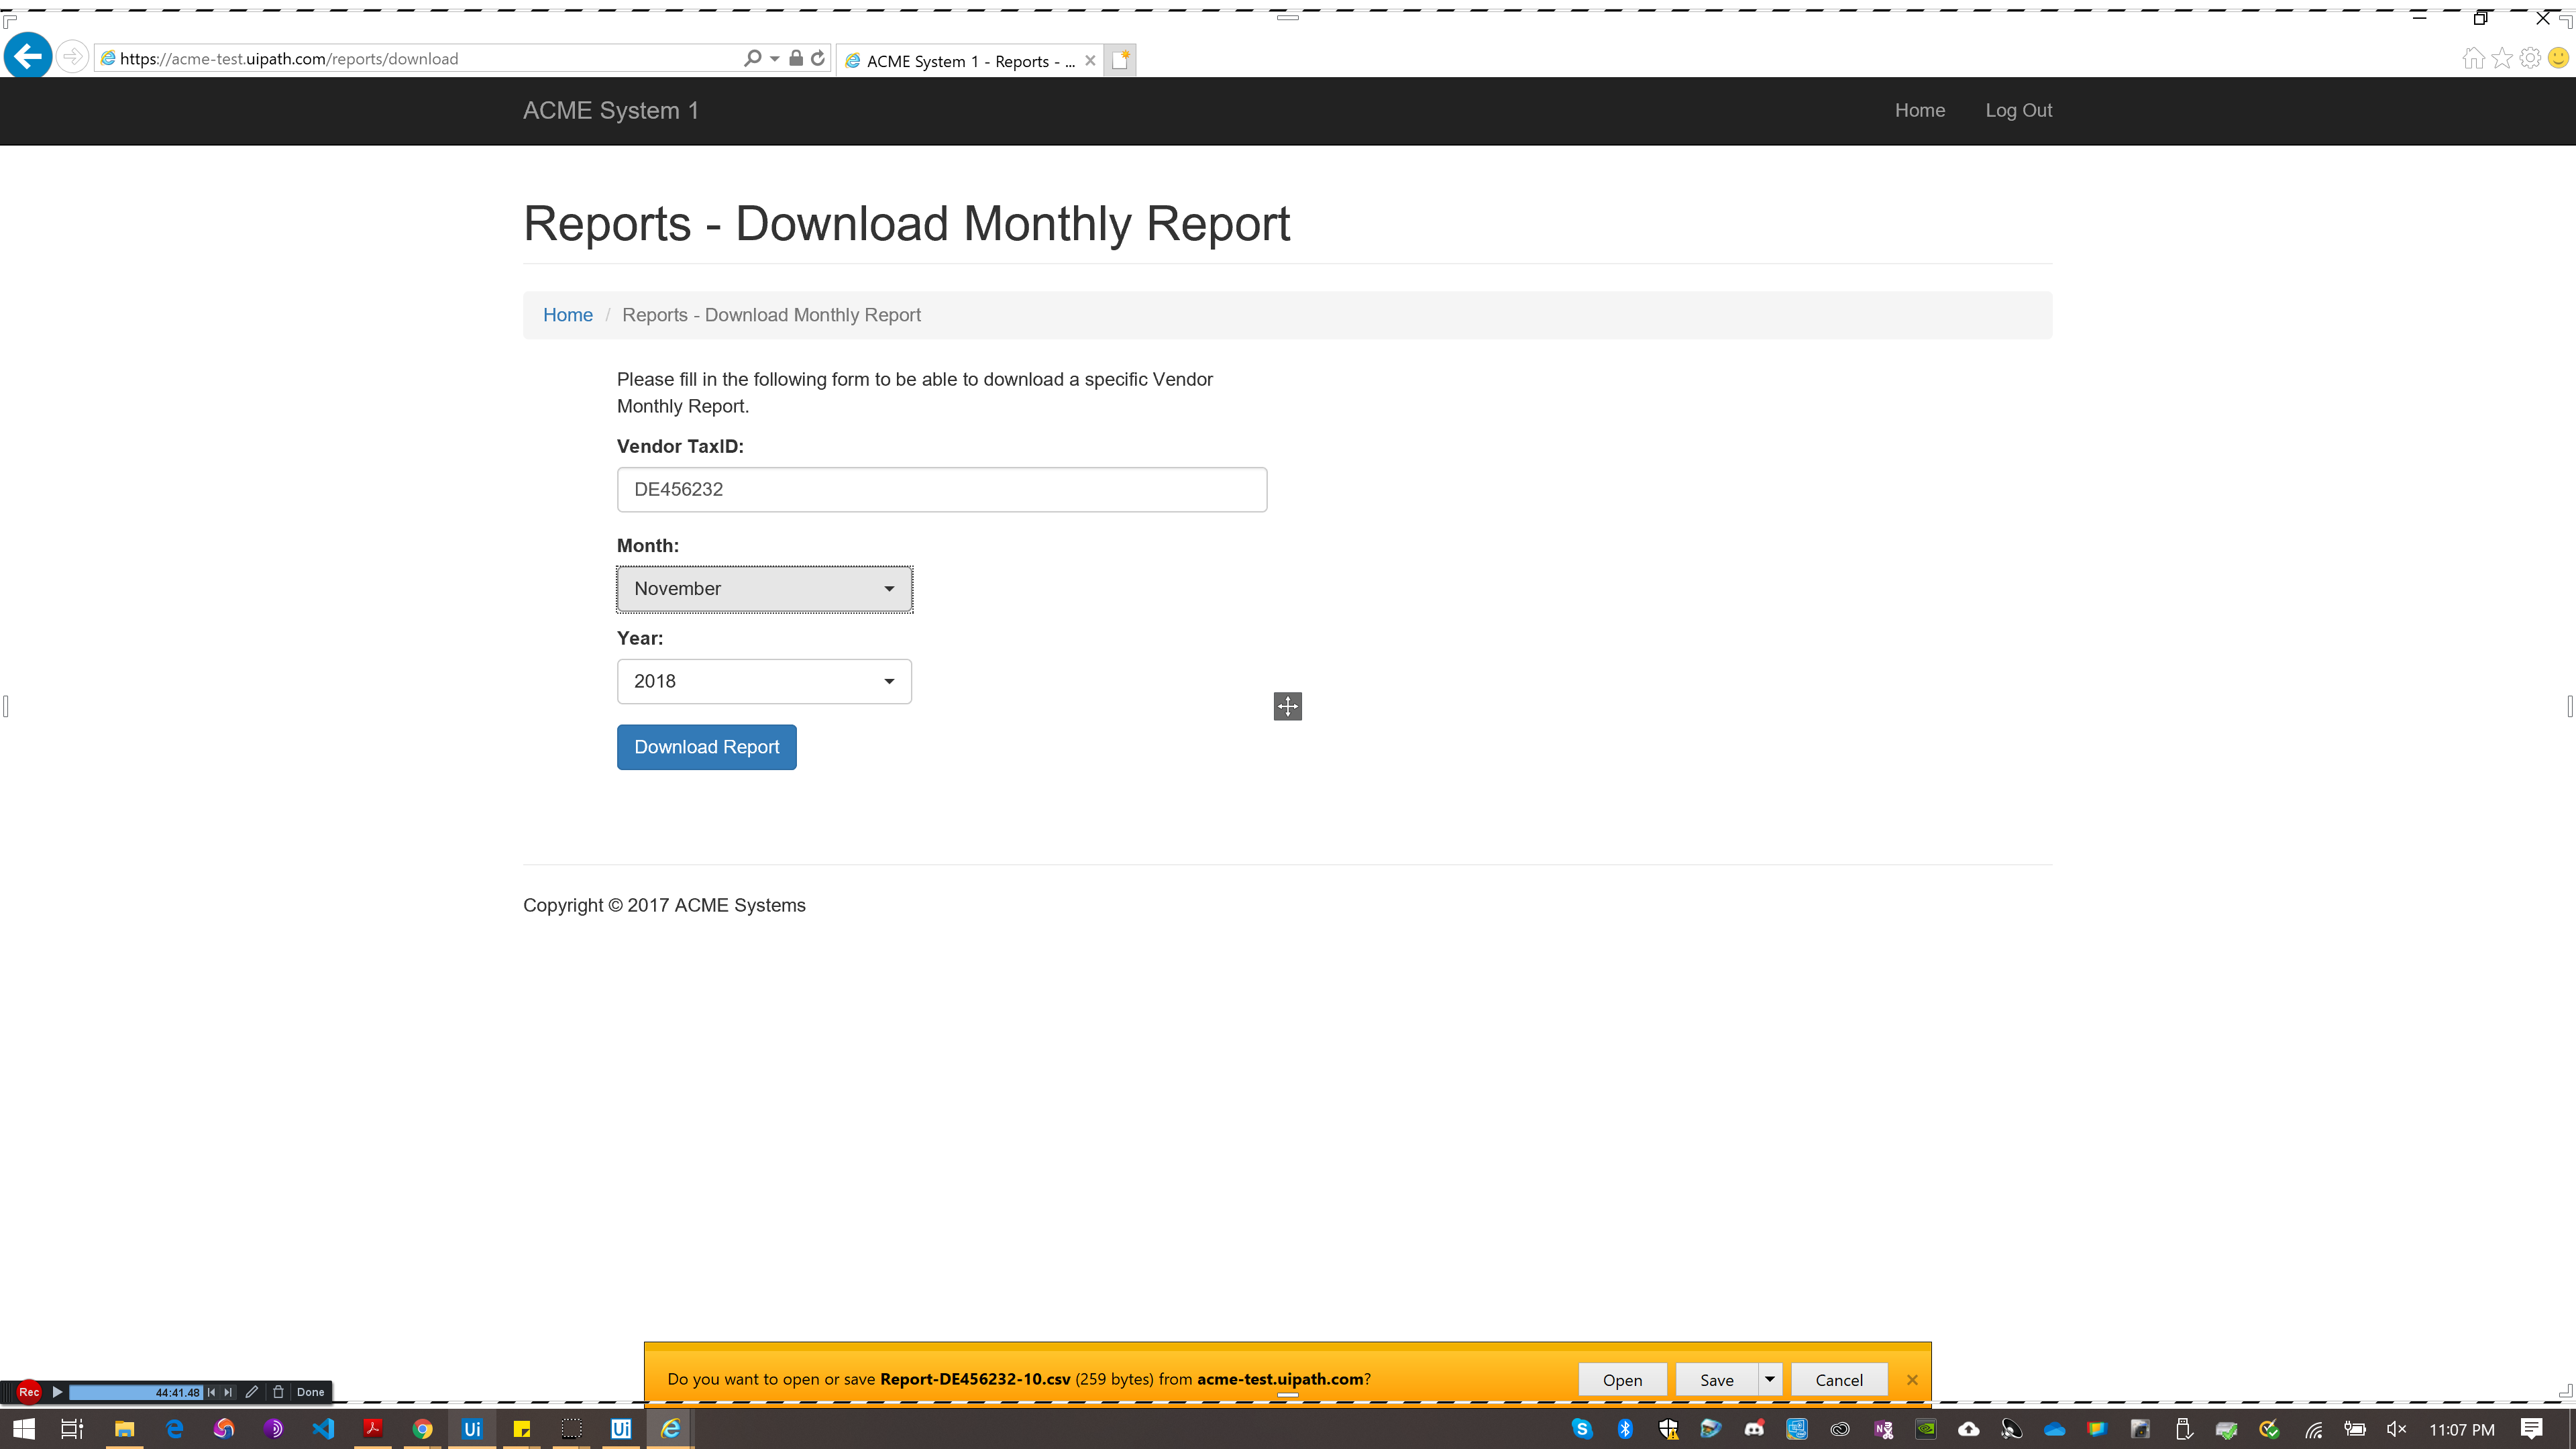 https://acme-test.uipath.com/reports/download
ACME System 1 - Reports - ...
ACME System 1
Home
Log Out
Reports - Download Monthly Report
Home / Reports - Download Monthly Report
Please fill in the following form to be able to download a specific Vendor
Monthly Report.
Vendor TaxID:
DE456232
Month:
November
Year:
2018
Download Report
Copyright © 2017 ACME Systems
Do you want to open or save Report-DE456232-10.csv (259 bytes) from acme-test.uipath.com?
Open
Save
Cancel
Rec
44:41.48
Done
Ui
Ui
11:07 PM